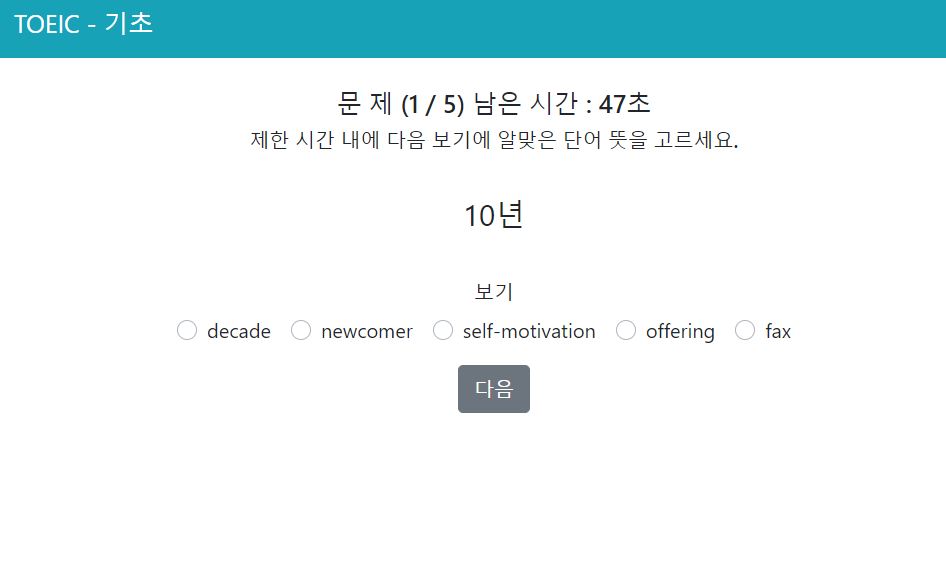 TOEIC - 기초
문 제 (1 / 5) 남은 시간 : 47초
제한 시간 내에 다음 보기에 알맞은 단어 뜻을 고르세요.
10년
보기
decade newcomer self-motivation offering fax
다음